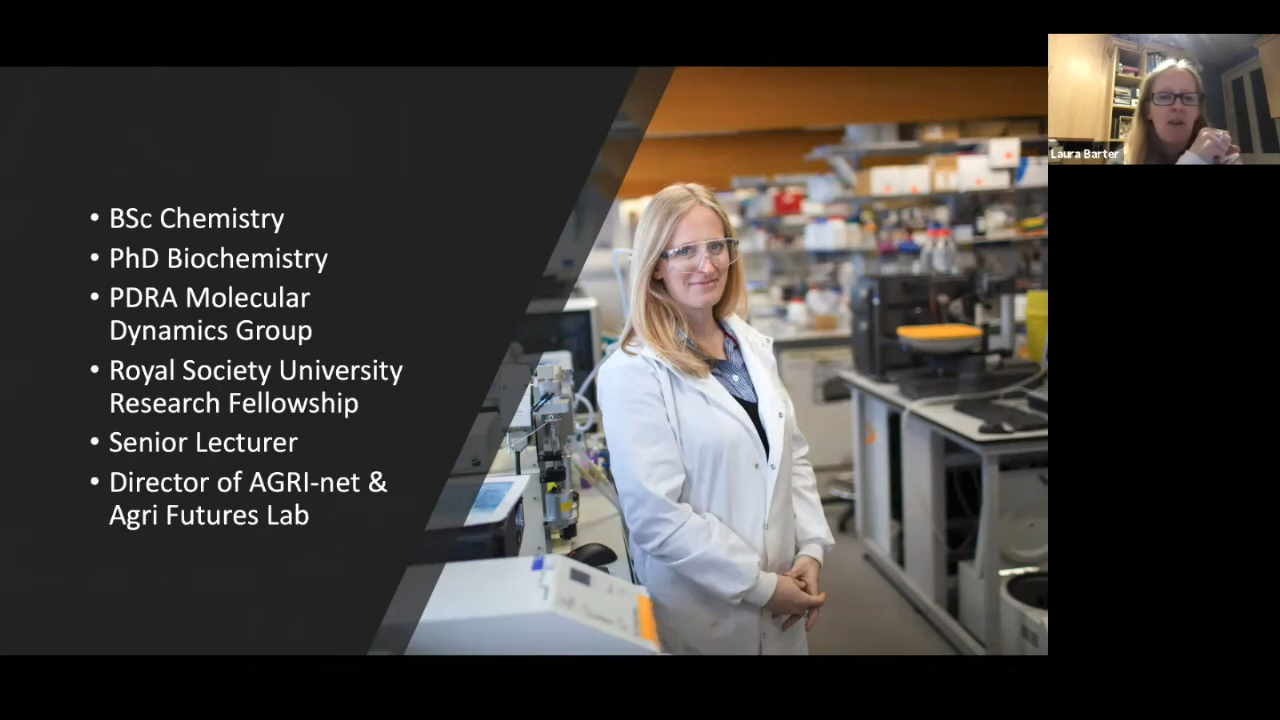 • BSc Chemistry
• PhD Biochemistry
• PDRA Molecular
Dynamics Group
• Royal Society University
Research Fellowship
• Senior Lecturer
• Director of AGRI-net &
Agri Futures Lab
Laura Barter